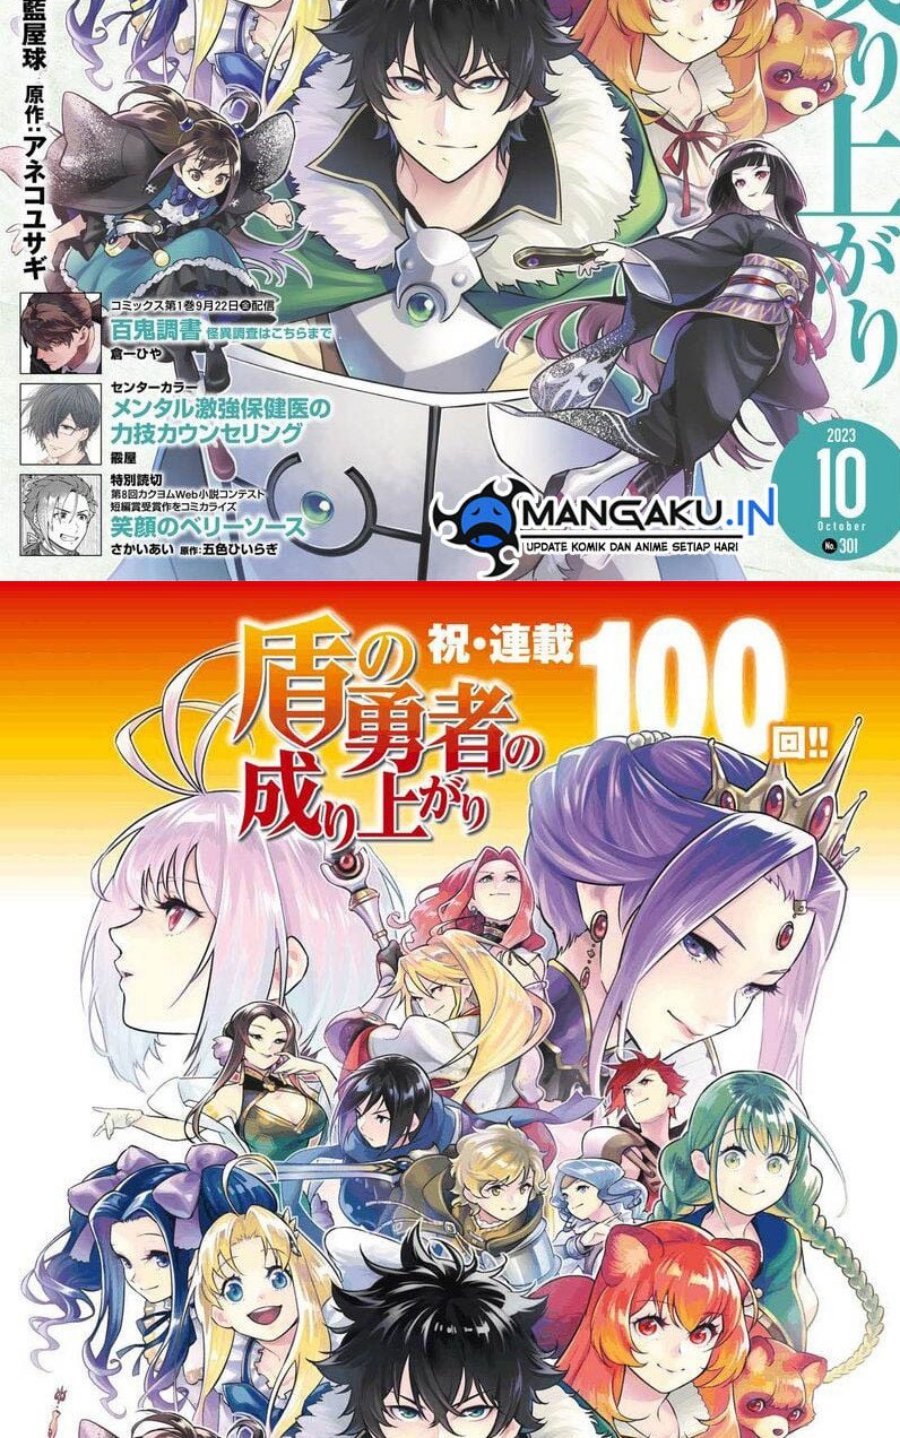 藍屋球 原作:アネコユサギ
り上がり
コミックス第1巻9月22日㊎配信
百鬼調書 怪異調査はこちらまで
倉一ひや
センターカラー
メンタル激強保健医の
力技カウンセリング
霰屋
特別読切
第8回カクヨムWeb小説コンテスト
短編賞受賞作をコミカライズ
笑顔のベリーソース
さかいあい 原作:五色ひいらぎ
2023
10
October
No.301
MANGAKU.IN
UPDATE KOMIK DAN ANIME SETIAP HARI
祝・連載100回!!
盾の勇者の
成り上がり